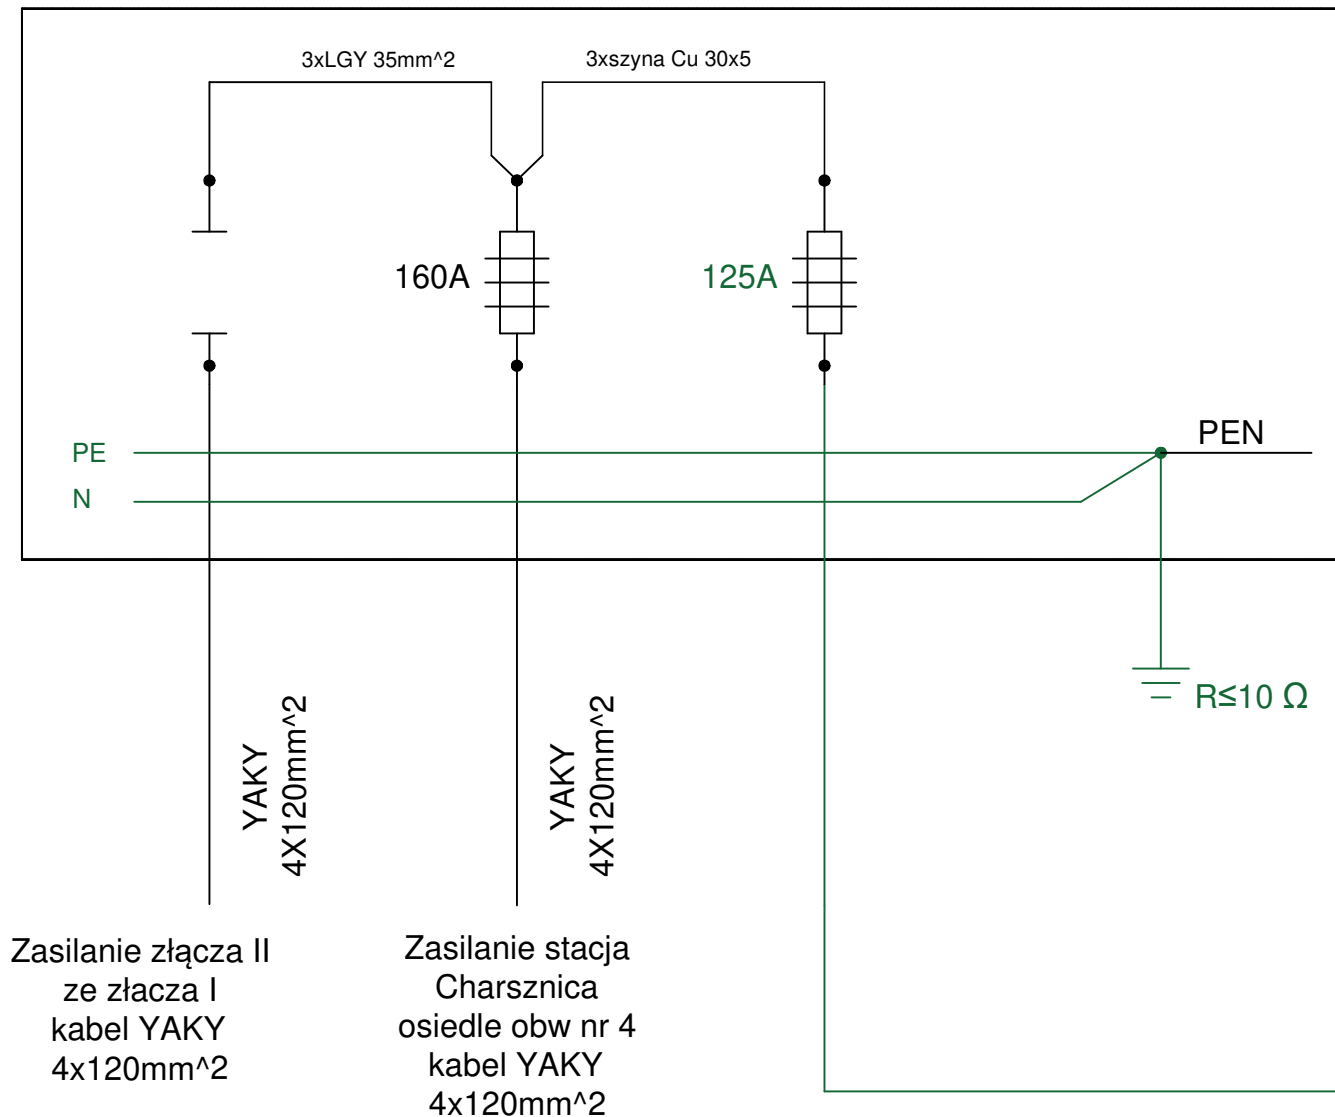 3xLGY 35mm^2
3xszyna Cu 30x5
160A
125A
PE
N
PEN
R≤10 Ω
YAKY
4X120mm^2
YAKY
4X120mm^2
Zasilanie złącza II
ze złacza I
kabel YAKY
4x120mm^2
Zasilanie stacja
Charsznica
osiedle obw nr 4
kabel YAKY
4x120mm^2